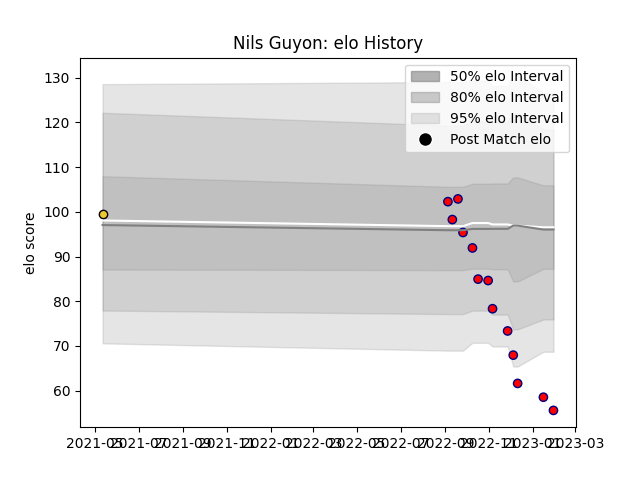 Nils Guyon: elo History
50% elo Interval
80% elo Interval
95% elo Interval
Post Match elo
elo score
130
120
110
100
90
80
70
60
2021-05 2021-07 2021-09 2021-11 2022-01 2022-03 2022-05 2022-07 2022-09 2022-11 2023-01 2023-03